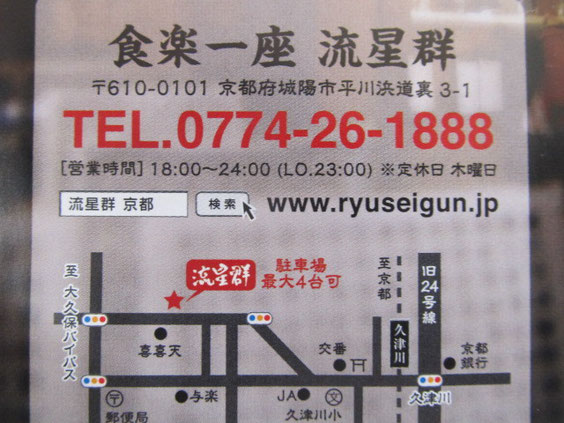 食楽一座 流星群
〒610-0101 京都府城陽市平川浜道裏 3-1
TEL.0774-26-1888
[営業時間] 18:00〜24:00 (LO.23:00) ※定休日 木曜日
流星群 京都 検索 www.ryuseigun.jp
至 大久保バイパス
流星群
駐車場
最大4台可
至京都
旧24号線
喜喜天
交番
久津川
京都
銀行
〒
郵便局
与楽
JA
文
久津川小
久津川